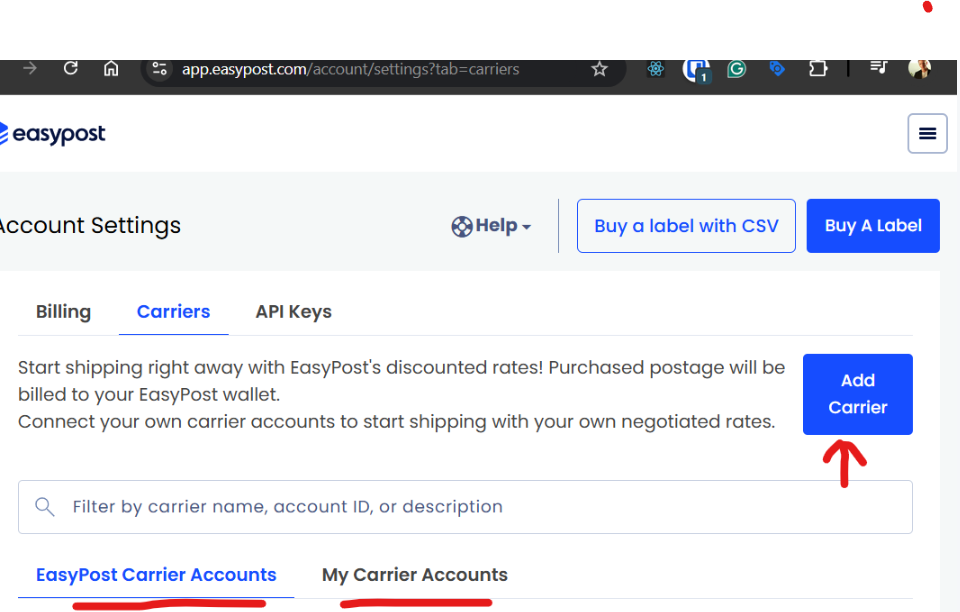 app.easypost.com/account/settings?tab=carriers
1
easypost
Account Settings
Help
Buy a label with CSV
Buy A Label
Billing
Carriers
API Keys
Start shipping right away with EasyPost's discounted rates! Purchased postage will be
billed to your EasyPost wallet.
Connect your own carrier accounts to start shipping with your own negotiated rates.
Add
Carrier
Filter by carrier name, account ID, or description
EasyPost Carrier Accounts
My Carrier Accounts